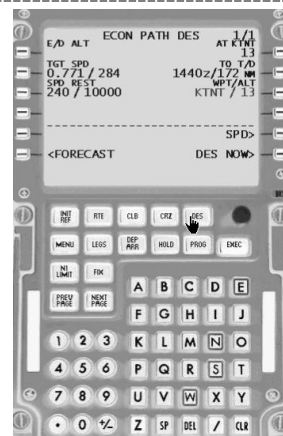 ECON PATH DES 1/1
E/D ALT AT KTNT
13
TGT SPD TO T/D
0.771 / 284 1440z/172 NM
SPD REST WPT/ALT
240 / 10000 KTNT / 13
SPD>
<FORECAST DES NOW>
INIT REF RTE CLB CRZ DES
MENU LEGS DEP ARR HOLD PROG EXEC
N1 LIMIT FIX
PREV PAGE NEXT PAGE
A B C D E
F G H I J
1 2 3 K L M N O
4 5 6 P Q R S T
7 8 9 U V W X Y
. 0 +/- Z SP DEL / CLR